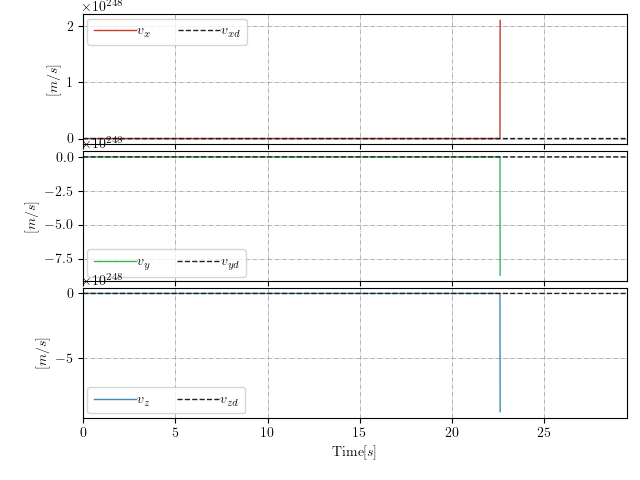 ×10^248
2
1
0
[m/s]
v_x
v_xd
×10^248
0.0
−2.5
−5.0
−7.5
[m/s]
v_y
v_yd
×10^248
0
−5
[m/s]
v_z
v_zd
0 5 10 15 20 25
Time[s]